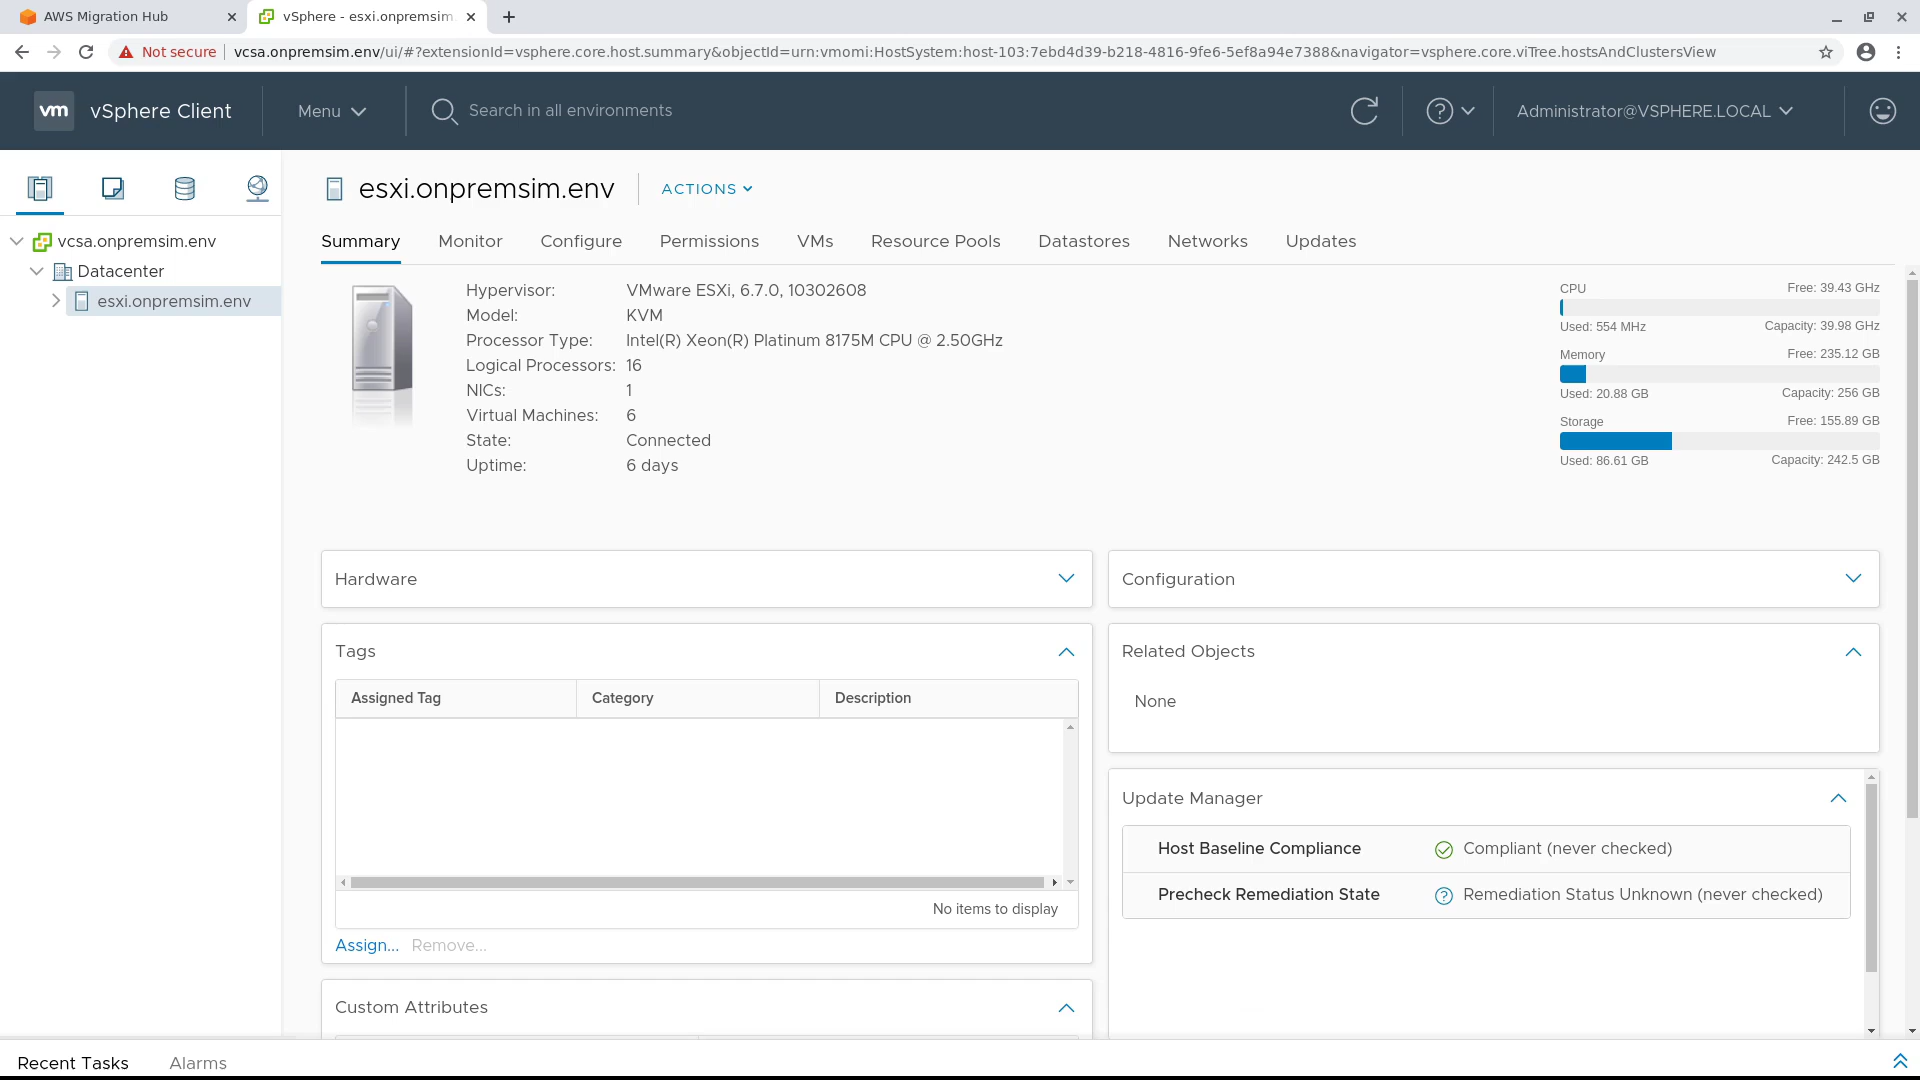 AWS Migration Hub
vSphere - esxi.onpremsim.
Not secure
vcsa.onpremsim.env/ui/#?extensionId=vsphere.core.host.summary&objectId=urn:vmomi:HostSystem:host-103:7ebd4d39-b218-4816-9fe6-5ef8a94e7388&navigator=vsphere.core.viTree.hostsAndClustersView
vm vSphere Client
Menu
Search in all environments
Administrator@VSPHERE.LOCAL
vcsa.onpremsim.env
Datacenter
esxi.onpremsim.env
esxi.onpremsim.env
ACTIONS
Summary Monitor Configure Permissions VMs Resource Pools Datastores Networks Updates
Hypervisor: VMware ESXi, 6.7.0, 10302608
Model: KVM
Processor Type: Intel(R) Xeon(R) Platinum 8175M CPU @ 2.50GHz
Logical Processors: 16
NICs: 1
Virtual Machines: 6
State: Connected
Uptime: 6 days
CPU Free: 39.43 GHz
Used: 554 MHz Capacity: 39.98 GHz
Memory Free: 235.12 GB
Used: 20.88 GB Capacity: 256 GB
Storage Free: 155.89 GB
Used: 86.61 GB Capacity: 242.5 GB
Hardware
Configuration
Tags
Assigned Tag Category Description
No items to display
Assign... Remove...
Custom Attributes
Related Objects
None
Update Manager
Host Baseline Compliance Compliant (never checked)
Precheck Remediation State Remediation Status Unknown (never checked)
Recent Tasks Alarms